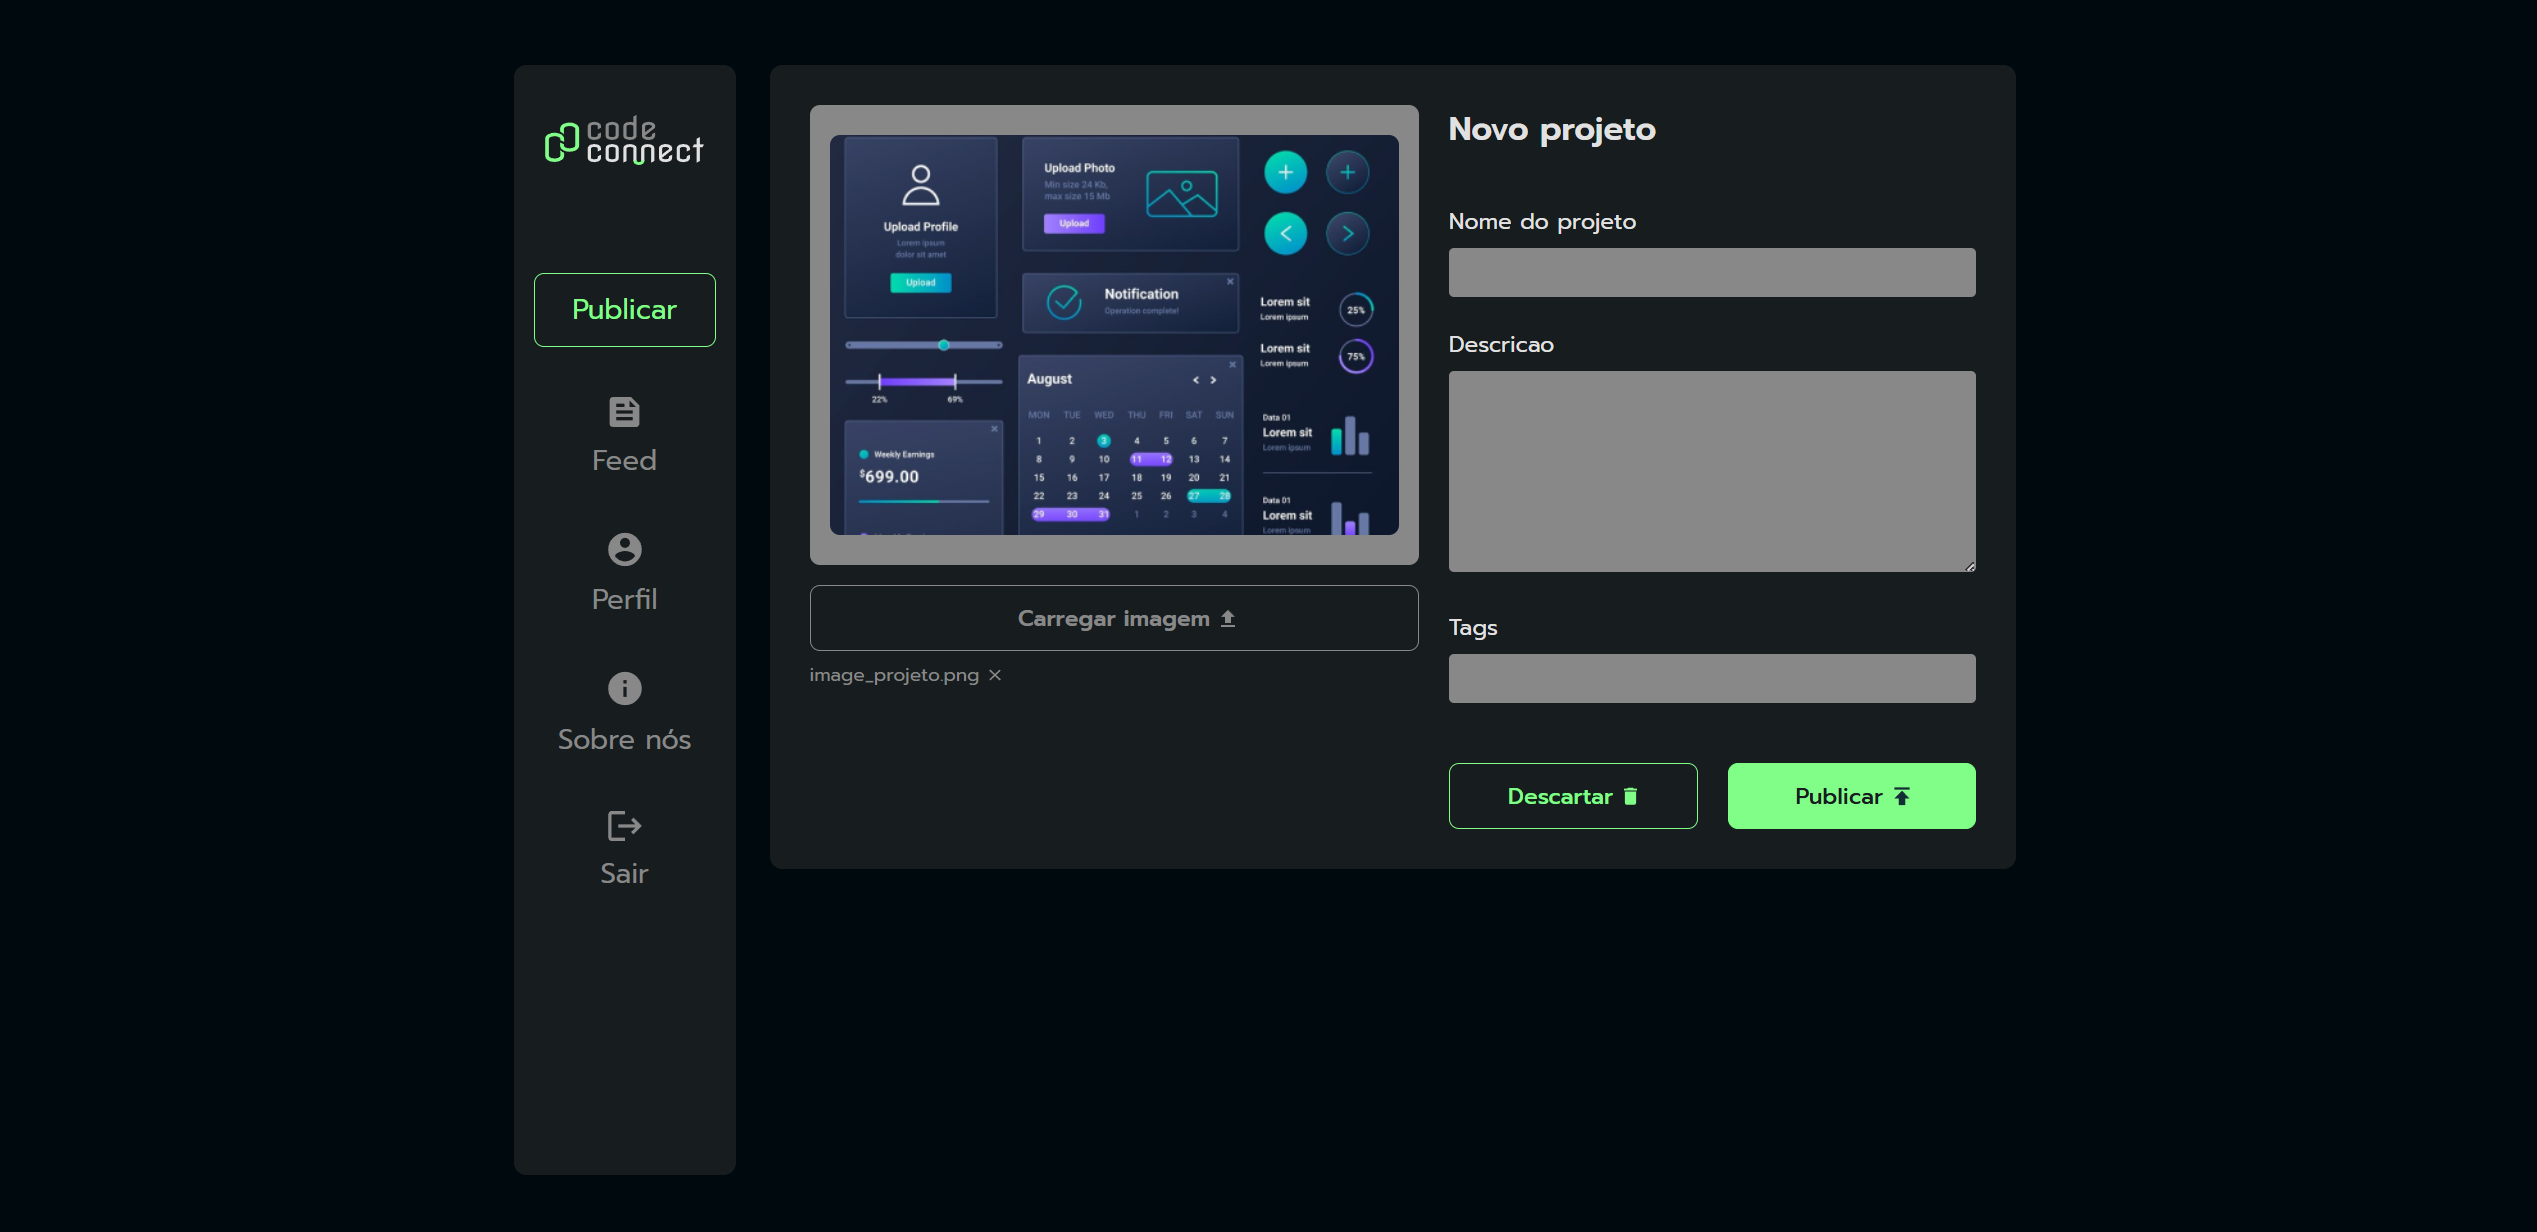 code
connect
Publicar
Feed
Perfil
Sobre nós
Sair
Upload Profile
Lorem ipsum
dolor sit amet
Upload
Upload Photo
Min size 24 Kb,
max size 15 Mb
Upload
Notification
Operation complete!
22% 69%
Weekly Earnings
$699.00
August
MON TUE WED THU FRI SAT SUN
1 2 3 4 5 6 7
8 9 10 11 12 13 14
15 16 17 18 19 20 21
22 23 24 25 26 27 28
29 30 31 1 2 3 4
Lorem sit
Lorem ipsum
25%
Lorem sit
Lorem ipsum
75%
Data 01
Lorem sit
Lorem ipsum
Data 01
Lorem sit
Lorem ipsum
Carregar imagem
image_projeto.png
Novo projeto
Nome do projeto
Descricao
Tags
Descartar
Publicar